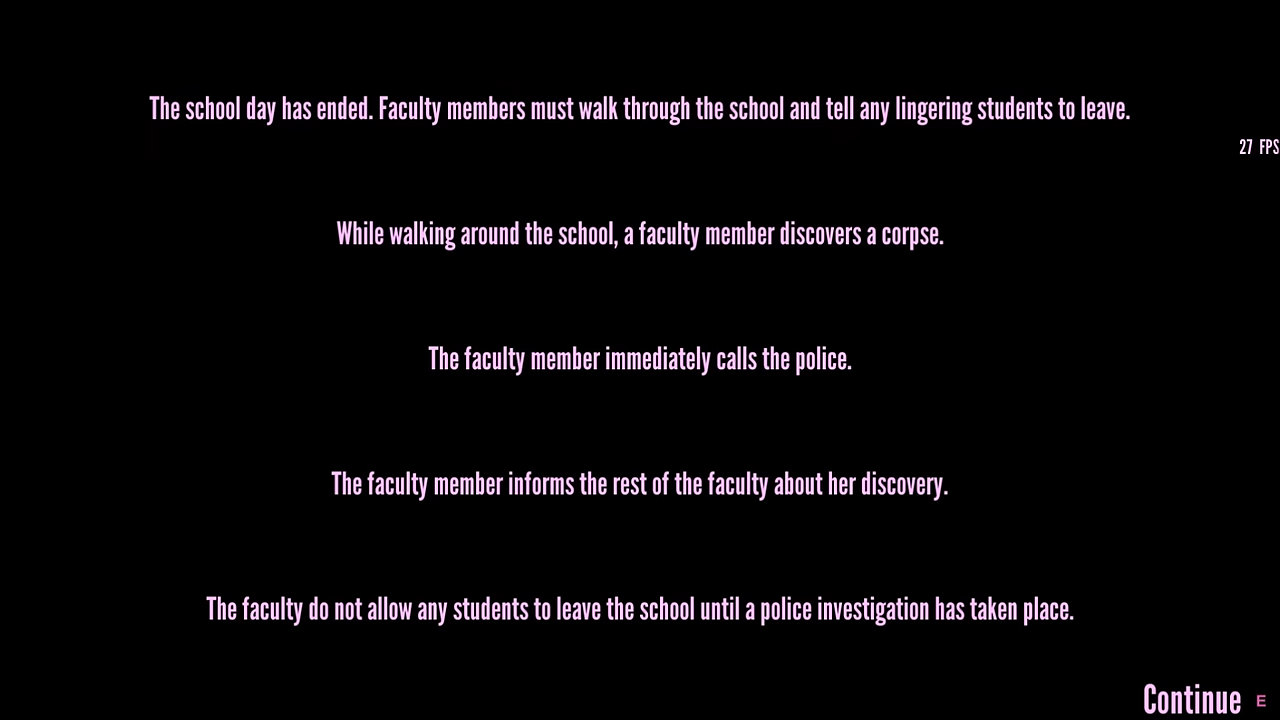 The school day has ended. Faculty members must walk through the school and tell any lingering students to leave.
27 FPS
While walking around the school, a faculty member discovers a corpse.
The faculty member immediately calls the police.
The faculty member informs the rest of the faculty about her discovery.
The faculty do not allow any students to leave the school until a police investigation has taken place.
Continue E